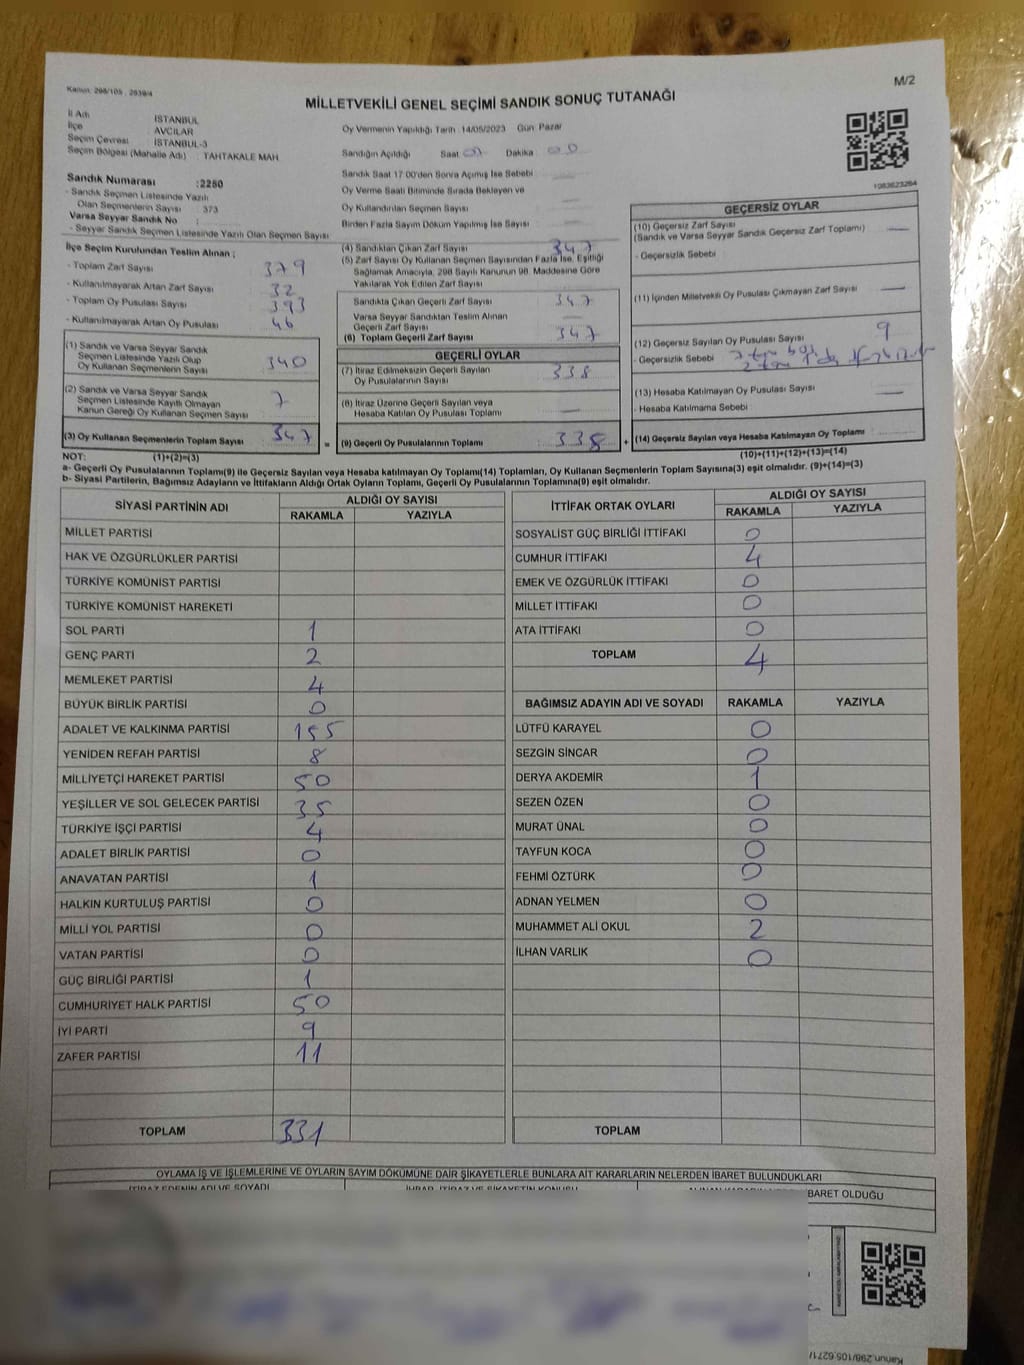 Kanun: 298/105 . 2839/4
M/2
MİLLETVEKİLİ GENEL SEÇİMİ SANDIK SONUÇ TUTANAĞI
İl Adı İSTANBUL
İlçe AVCILAR
Seçim Çevresi İSTANBUL-3
Seçim Bölgesi (Mahalle Adı) : TAHTAKALE MAH.
Oy Vermenin Yapıldığı Tarih : 14/05/2023 Gün: Pazar
Sandığın Açıldığı Saat Dakika
Sandık Saat 17:00'den Sonra Açımış İse Sebebi
Oy Verme Saati Bitiminde Sırada Bekleyen ve
Oy Kullandırılan Seçmen Sayısı
Birden Fazla Sayım Döküm Yapılmış İse Sayısı
1083623264
Sandık Numarası :2250
- Sandık Seçmen Listesinde Yazılı
Olan Seçmenlerin Sayısı : 373
Varsa Seyyar Sandık No :
- Seyyar Sandık Seçmen Listesinde Yazılı Olan Seçmen Sayısı
İlçe Seçim Kurulundan Teslim Alınan ;
- Toplam Zarf Sayısı 379
- Kullanılmayarak Artan Zarf Sayısı 32
- Toplam Oy Pusulası Sayısı 393
- Kullanılmayarak Artan Oy Pusulası 46
(1) Sandık ve Varsa Seyyar Sandık
Seçmen Listesinde Yazılı Olup
Oy Kullanan Seçmenlerin Sayısı 340
(2) Sandık ve Varsa Seyyar Sandık
Seçmen Listesinde Kayıtlı Olmayan
Kanun Gereği Oy Kullanan Seçmen Sayısı 7
(3) Oy Kullanan Seçmenlerin Toplam Sayısı 347 =
(4) Sandıktan Çıkan Zarf Sayısı 347
(5) Zarf Sayısı Oy Kullanan Seçmen Sayısından Fazla İse, Eşitliği
Sağlamak Amacıyla, 298 Sayılı Kanunun 98. Maddesine Göre
Yakılarak Yok Edilen Zarf Sayısı
Sandıkta Çıkan Geçerli Zarf Sayısı 347
Varsa Seyyar Sandıktan Teslim Alınan
Geçerli Zarf Sayısı
(6) Toplam Geçerli Zarf Sayısı 347
GEÇERLİ OYLAR
(7) İtiraz Edilmeksizin Geçerli Sayılan
Oy Pusulalarının Sayısı 338
(8) İtiraz Üzerine Geçerli Sayılan veya
Hesaba Katılan Oy Pusulası Toplamı
(9) Geçerli Oy Pusulalarının Toplamı 338 +
GEÇERSİZ OYLAR
(10) Geçersiz Zarf Sayısı
(Sandık ve Varsa Seyyar Sandık Geçersiz Zarf Toplamı)
- Geçersizlik Sebebi
(11) İçinden Milletvekili Oy Pusulası Çıkmayan Zarf Sayısı
(12) Geçersiz Sayılan Oy Pusulası Sayısı 9
- Geçersizlik Sebebi
(13) Hesaba Katılmayan Oy Pusulası Sayısı
- Hesaba Katılmama Sebebi
(14) Geçersiz Sayılan veya Hesaba Katılmayan Oy Toplamı
NOT: (1)+(2)=(3)
(10)+(11)+(12)+(13)=(14)
a- Geçerli Oy Pusulalarının Toplamı(9) ile Geçersiz Sayılan veya Hesaba katılmayan Oy Toplamı(14) Toplamları, Oy Kullanan Seçmenlerin Toplam Sayısına(3) eşit olmalıdır. (9)+(14)=(3)
b- Siyasi Partilerin, Bağımsız Adayların ve İttifakların Aldığı Ortak Oyların Toplamı, Geçerli Oy Pusulalarının Toplamına(9) eşit olmalıdır.
SİYASİ PARTİNİN ADI ALDIĞI OY SAYISI
RAKAMLA YAZIYLA
MİLLET PARTİSİ
HAK VE ÖZGÜRLÜKLER PARTİSİ
TÜRKİYE KOMÜNİST PARTİSİ
TÜRKİYE KOMÜNİST HAREKETİ
SOL PARTİ 1
GENÇ PARTİ 2
MEMLEKET PARTİSİ 4
BÜYÜK BİRLİK PARTİSİ 0
ADALET VE KALKINMA PARTİSİ 155
YENİDEN REFAH PARTİSİ 8
MİLLİYETÇİ HAREKET PARTİSİ 50
YEŞİLLER VE SOL GELECEK PARTİSİ 35
TÜRKİYE İŞÇİ PARTİSİ 4
ADALET BİRLİK PARTİSİ 0
ANAVATAN PARTİSİ 1
HALKIN KURTULUŞ PARTİSİ 0
MİLLİ YOL PARTİSİ 0
VATAN PARTİSİ 0
GÜÇ BİRLİĞİ PARTİSİ 1
CUMHURİYET HALK PARTİSİ 50
İYİ PARTİ 9
ZAFER PARTİSİ 11
TOPLAM 331
İTTİFAK ORTAK OYLARI ALDIĞI OY SAYISI
RAKAMLA YAZIYLA
SOSYALİST GÜÇ BİRLİĞİ İTTİFAKI 0
CUMHUR İTTİFAKI 4
EMEK VE ÖZGÜRLÜK İTTİFAKI 0
MİLLET İTTİFAKI 0
ATA İTTİFAKI 0
TOPLAM 4
BAĞIMSIZ ADAYIN ADI VE SOYADI RAKAMLA YAZIYLA
LÜTFÜ KARAYEL 0
SEZGİN SİNCAR 0
DERYA AKDEMİR 1
SEZEN ÖZEN 0
MURAT ÜNAL 0
TAYFUN KOCA 0
FEHMİ ÖZTÜRK 0
ADNAN YELMEN 0
MUHAMMET ALİ OKUL 2
İLHAN VARLIK 0
TOPLAM
OYLAMA İŞ VE İŞLEMLERİNE VE OYLARIN SAYIM DÖKÜMÜNE DAİR ŞİKAYETLERLE BUNLARA AİT KARARLARIN NELERDEN İBARET BULUNDUKLARI
İTİRAZ EDENİN ADI VE SOYADI
İHBAR, İTİRAZ VE ŞİKAYETİN KONUSU
BARET OLDUĞU
Kanun:298/105.6271/